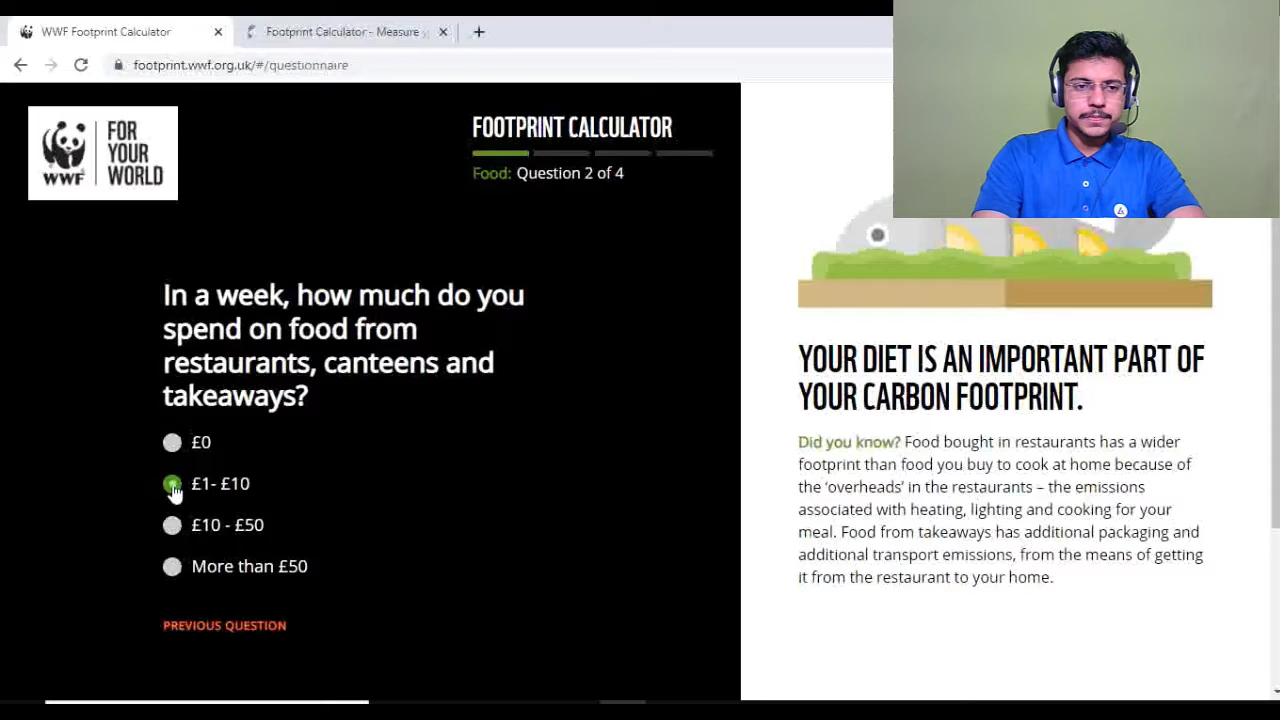 WWF Footprint Calculator
Footprint Calculator - Measure
footprint.wwf.org.uk/#/questionnaire
WWF
FOR
YOUR
WORLD
FOOTPRINT CALCULATOR
Food: Question 2 of 4
In a week, how much do you
spend on food from
restaurants, canteens and
takeaways?
£0
£1- £10
£10 - £50
More than £50
PREVIOUS QUESTION
YOUR DIET IS AN IMPORTANT PART OF
YOUR CARBON FOOTPRINT.
Did you know? Food bought in restaurants has a wider
footprint than food you buy to cook at home because of
the ‘overheads’ in the restaurants – the emissions
associated with heating, lighting and cooking for your
meal. Food from takeaways has additional packaging and
additional transport emissions, from the means of getting
it from the restaurant to your home.